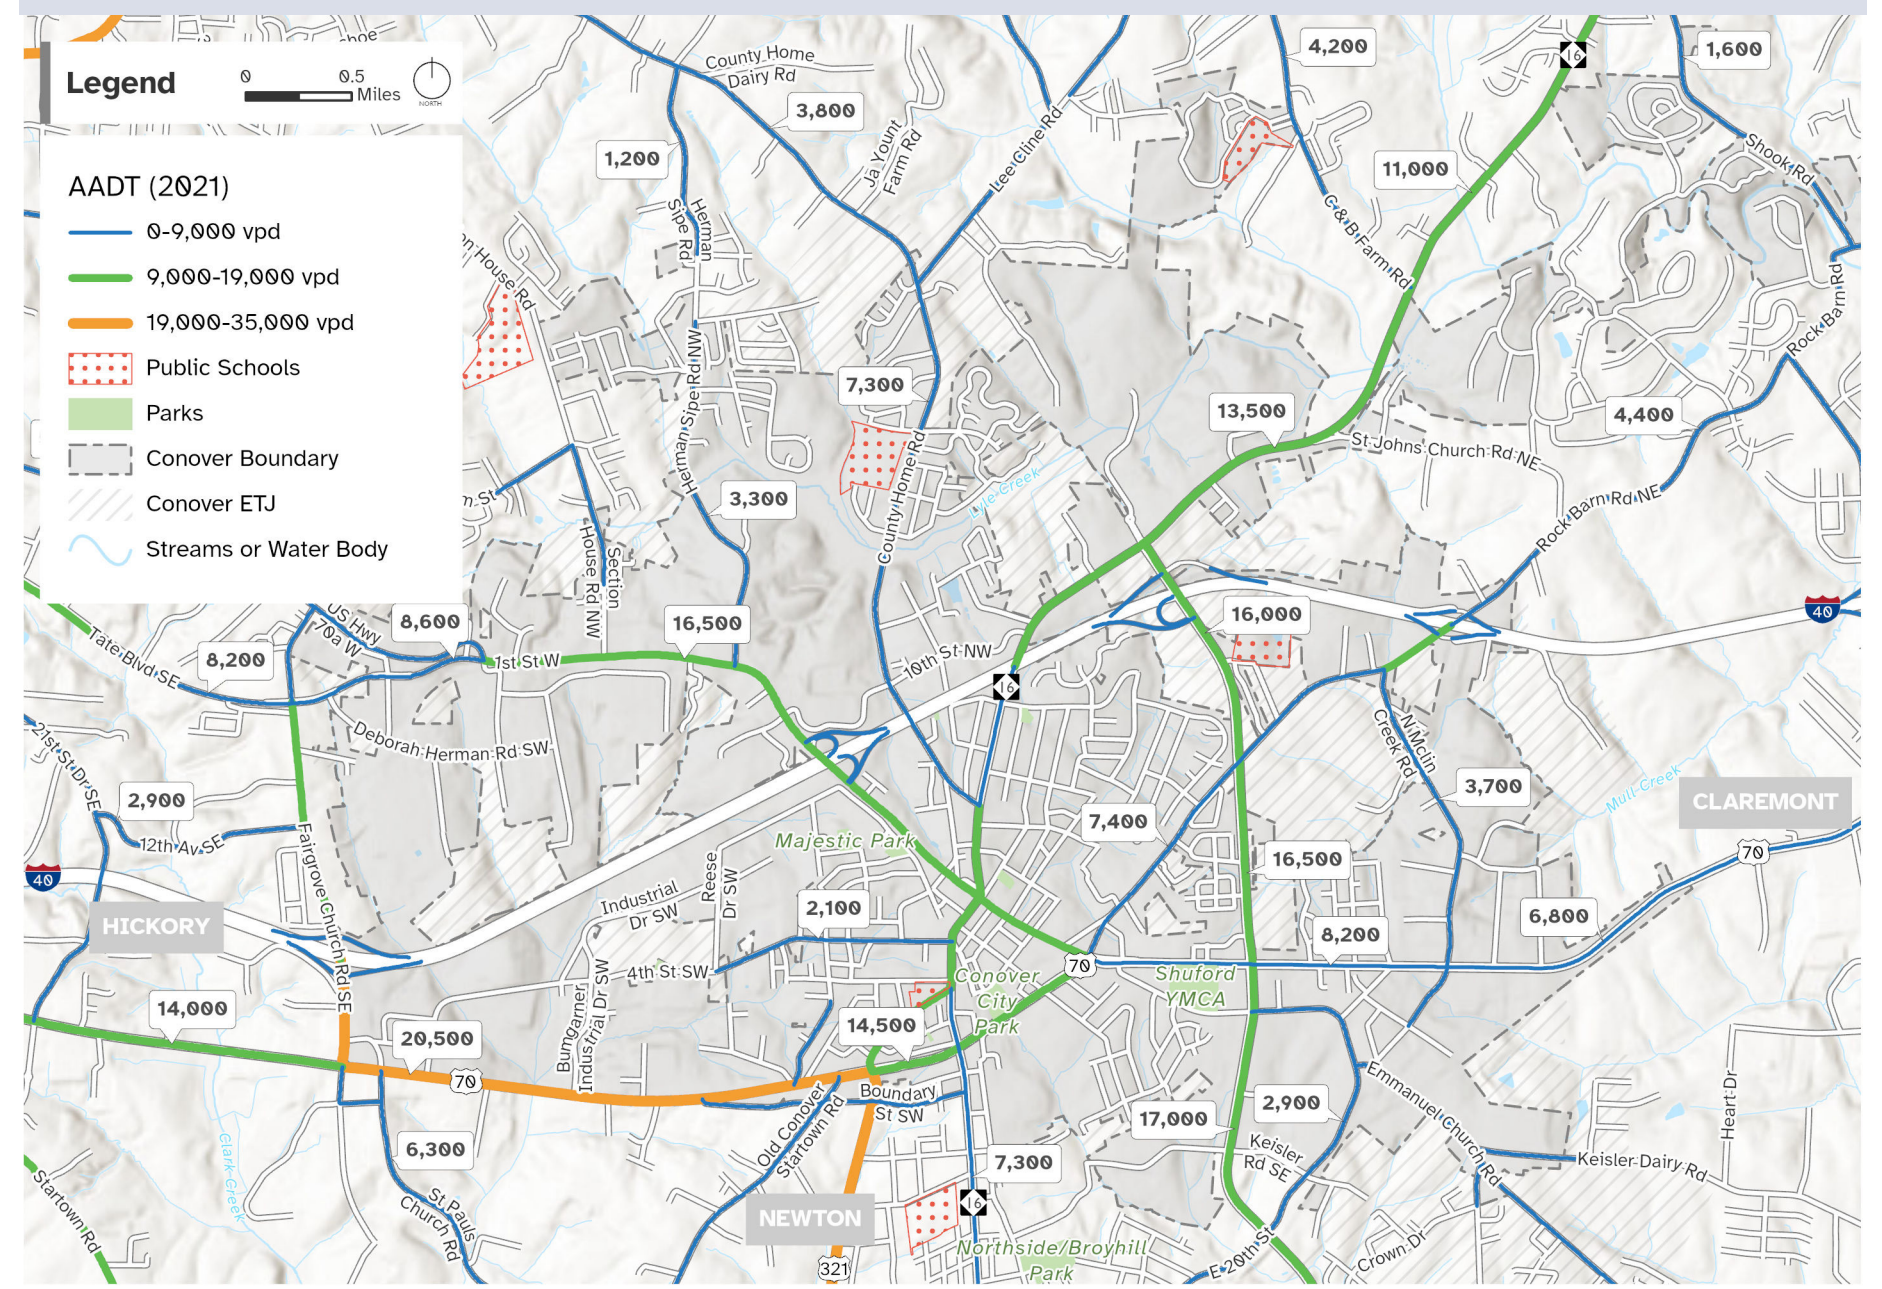 Legend
0 0.5
Miles
NORTH
AADT (2021)
0-9,000 vpd
9,000-19,000 vpd
19,000-35,000 vpd
Public Schools
Parks
Conover Boundary
Conover ETJ
Streams or Water Body
County Home
Dairy Rd
4,200
16
1,600
3,800
1,200
Ja Yount
Farm Rd
Lee Cline Rd
11,000
Shook Rd
Herman
Sipe Rd
C & B Farm Rd
House Rd
Rock Barn Rd
Herman Sipe Rd NW
7,300
13,500
4,400
St Johns Church Rd NE
County Home Rd
Lyle Creek
3,300
Rock Barn Rd NE
Section
House Rd NW
US Hwy
70a W
8,600
16,500
16,000
40
Tate Blvd SE
8,200
1st St W
10th St NW
16
Deborah Herman Rd SW
21st St Dr SE
N Mclin
Creek Rd
2,900
3,700
Mull Creek
CLAREMONT
12th Av SE
7,400
Majestic Park
70
16,500
40
Fairgrove Church Rd SE
Industrial
Dr SW
Reese
Dr SW
2,100
6,800
HICKORY
8,200
4th St SW
70
Conover
City
Park
Shuford
YMCA
14,000
Bumgarner
Industrial Dr SW
14,500
20,500
70
Boundary
St SW
Emmanuel Church Rd
Heart Dr
2,900
17,000
Old Conover
Startown Rd
6,300
Keisler
Rd SE
Keisler Dairy Rd
7,300
Clark Creek
Startown Rd
St Pauls
Church Rd
16
NEWTON
Northside/Broyhill
Park
E 20th St
Crown Dr
321